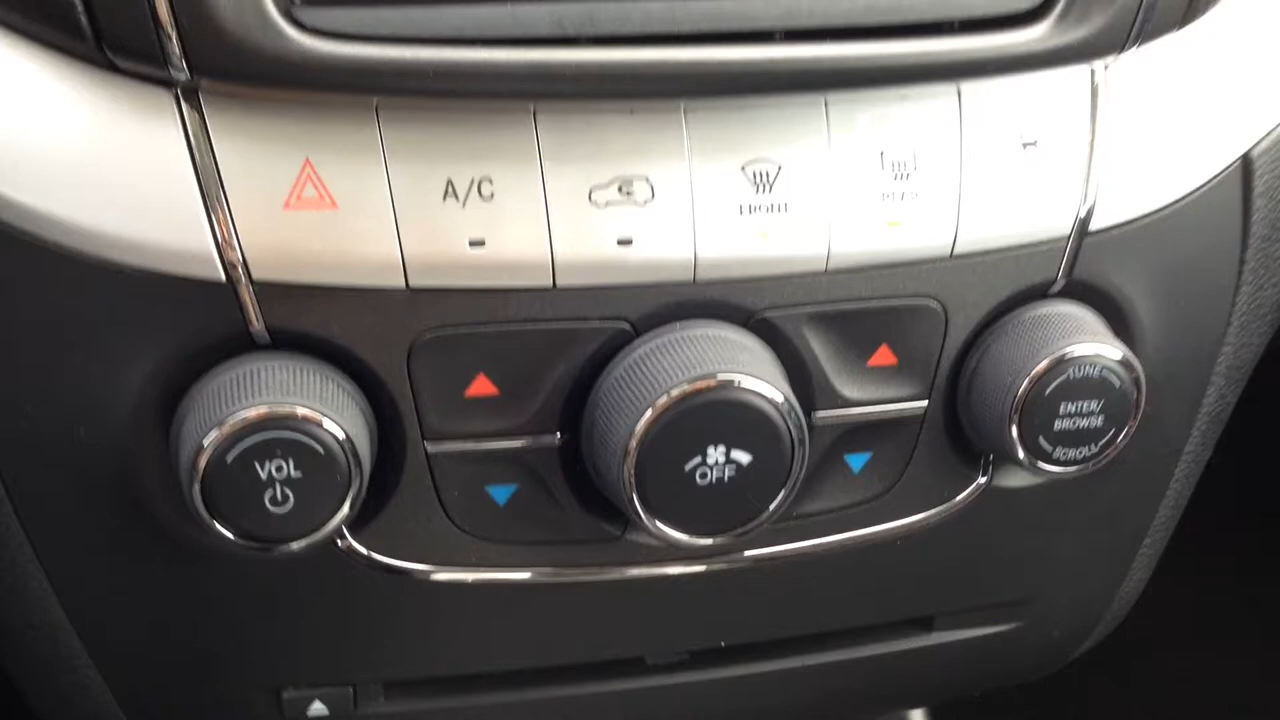 A/C
FRONT
REAR
VOL
OFF
TUNE
ENTER/
BROWSE
SCROLL